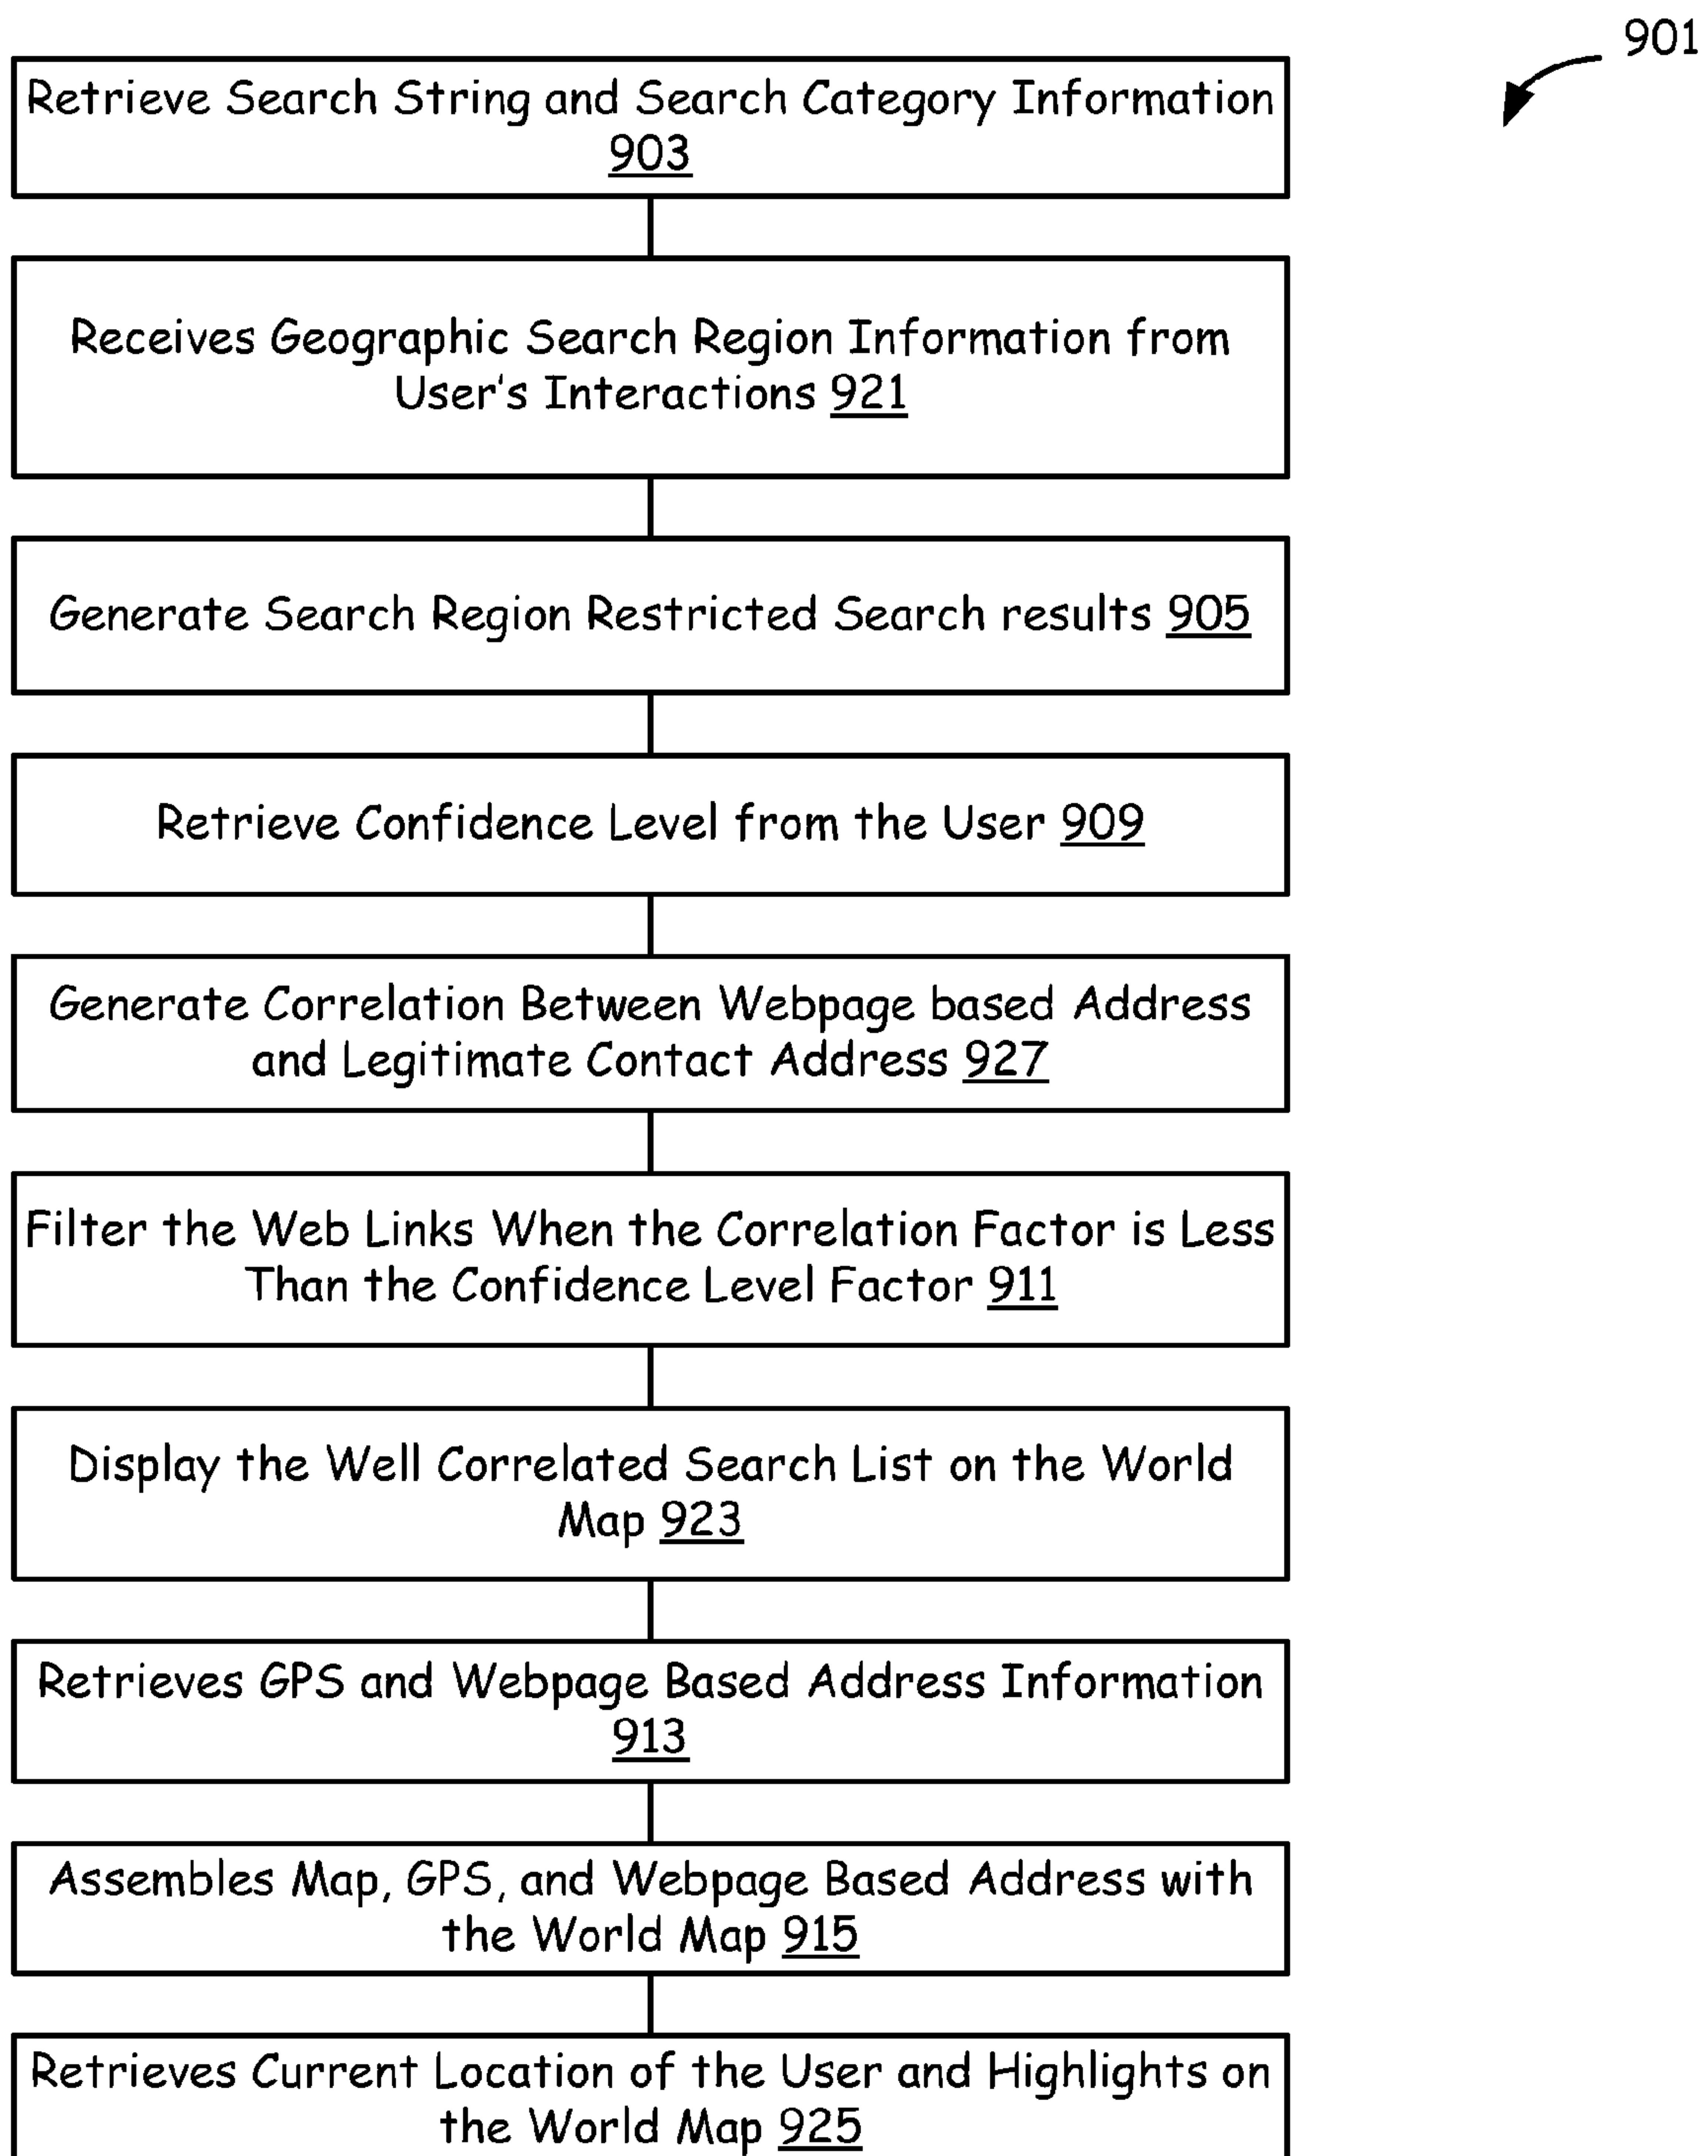 901
Retrieve Search String and Search Category Information
903
Receives Geographic Search Region Information from
User's Interactions 921
Generate Search Region Restricted Search results 905
Retrieve Confidence Level from the User 909
Generate Correlation Between Webpage based Address
and Legitimate Contact Address 927
Filter the Web Links When the Correlation Factor is Less
Than the Confidence Level Factor 911
Display the Well Correlated Search List on the World
Map 923
Retrieves GPS and Webpage Based Address Information
913
Assembles Map, GPS, and Webpage Based Address with
the World Map 915
Retrieves Current Location of the User and Highlights on
the World Map 925